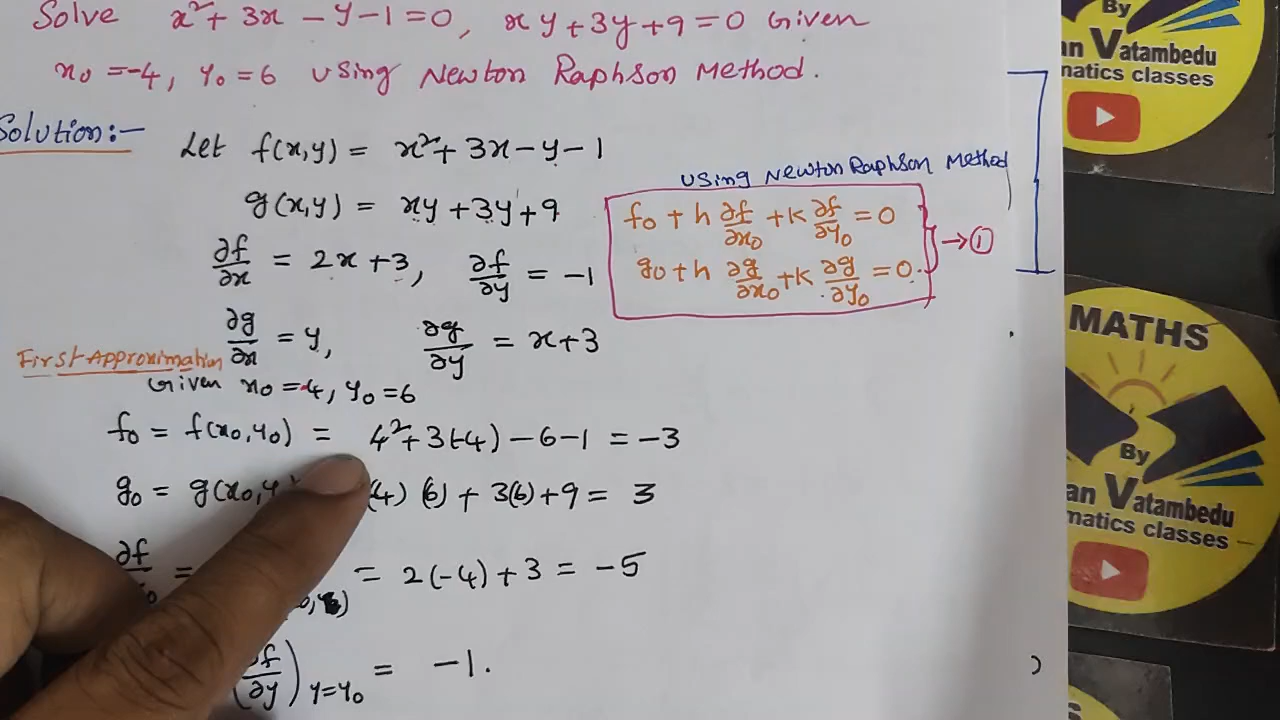 Solve x²+3x-y-1=0, xy+3y+9=0 Given
x₀=-4, y₀=6 using Newton Raphson Method.
Solution:-
Let f(x,y) = x²+3x-y-1
g(x,y) = xy+3y+9
∂f/∂x = 2x+3, ∂f/∂y = -1
∂g/∂x = y, ∂g/∂y = x+3
using Newton Raphson Method
f₀ + h ∂f/∂x₀ + k ∂f/∂y₀ = 0
g₀ + h ∂g/∂x₀ + k ∂g/∂y₀ = 0. → ①
First Approximation
Given x₀=-4, y₀=6
f₀ = f(x₀,y₀) = 4²+3(-4)-6-1 = -3
g₀ = g(x₀,y 4) (6) + 3(6)+9 = 3
∂f = = 2(-4)+3 = -5
(∂f/∂y) y=y₀ = -1.
By
Vatambedu
matics classes
MATHS
By
an Vatambedu
matics classes